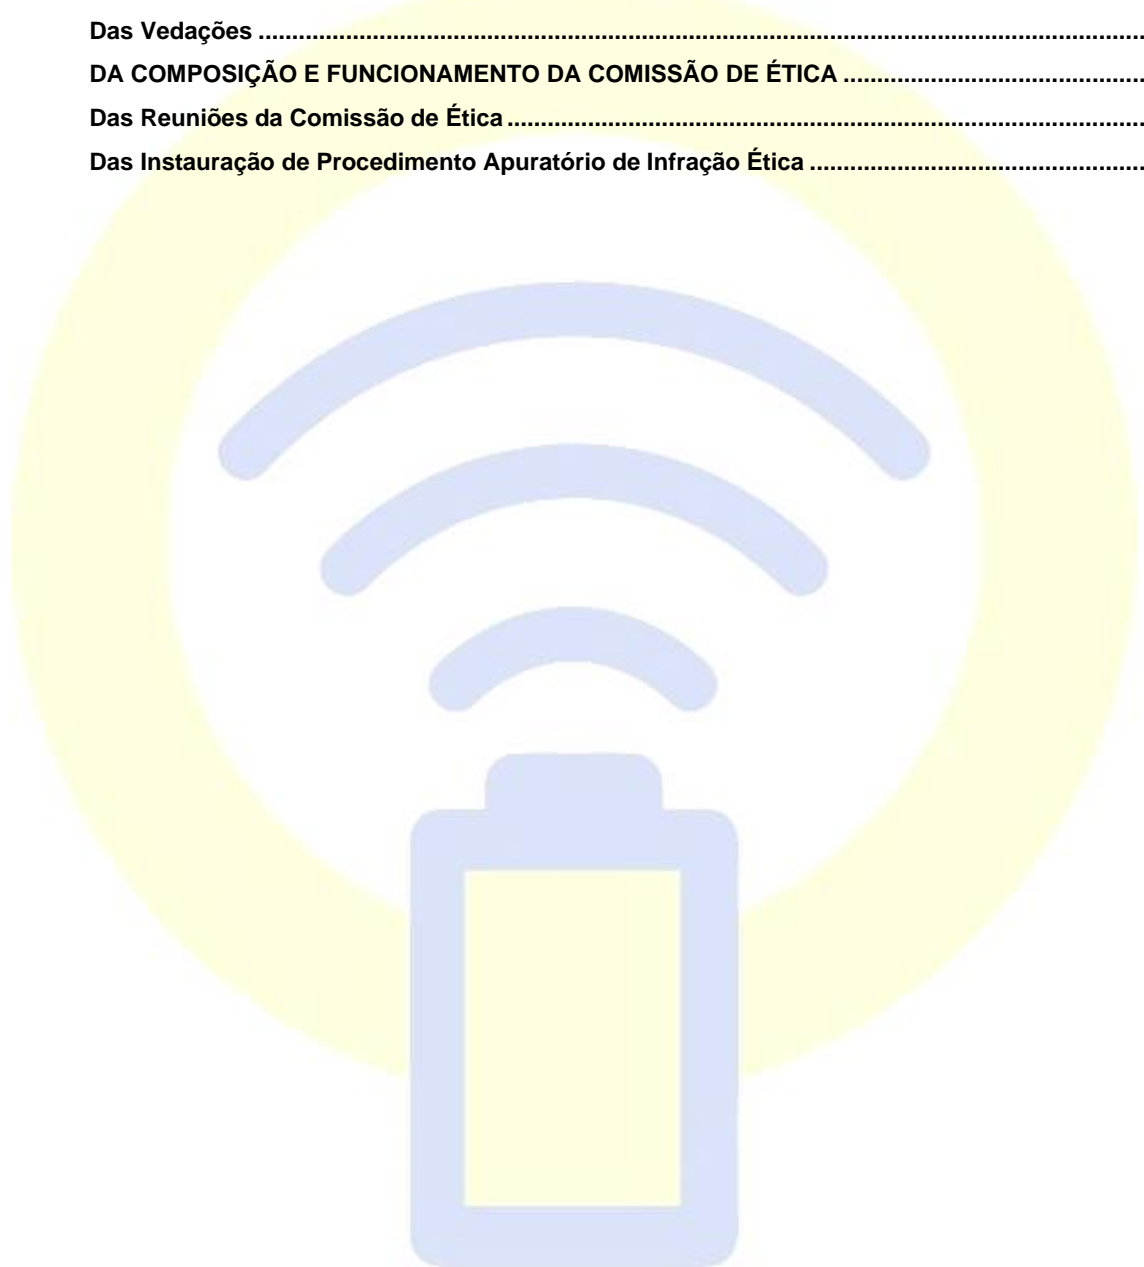 Das Vedações ........................................................................................................................................
DA COMPOSIÇÃO E FUNCIONAMENTO DA COMISSÃO DE ÉTICA .............................................
Das Reuniões da Comissão de Ética ................................................................................................
Das Instauração de Procedimento Apuratório de Infração Ética ..................................................